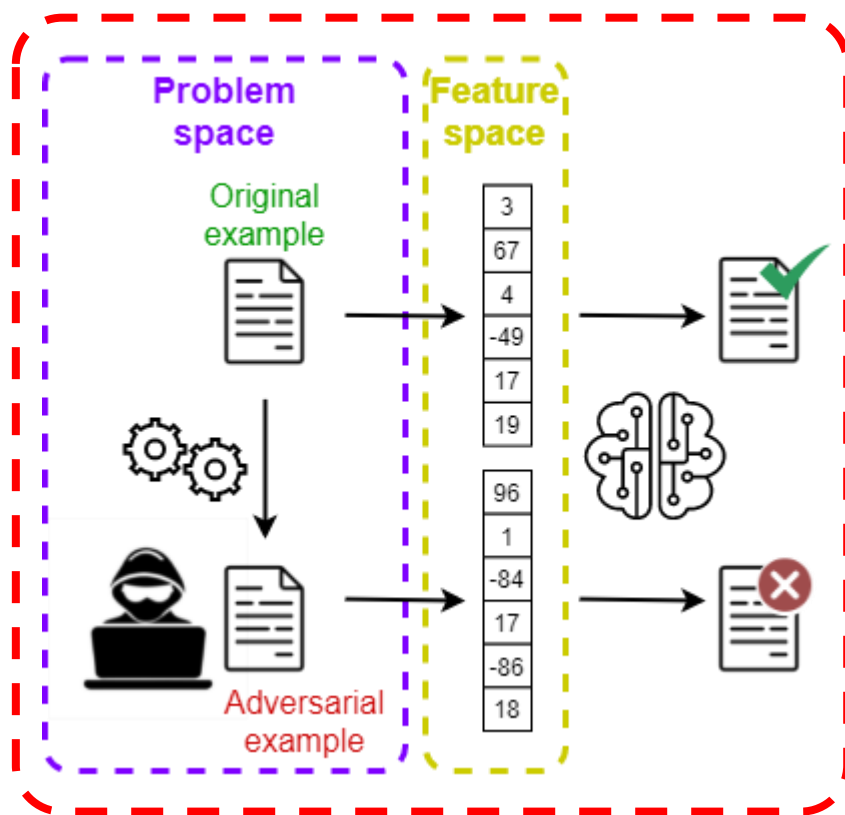 Problem
space
Feature
space
Original
example
3
67
4
-49
17
19
96
1
-84
17
-86
18
Adversarial
example